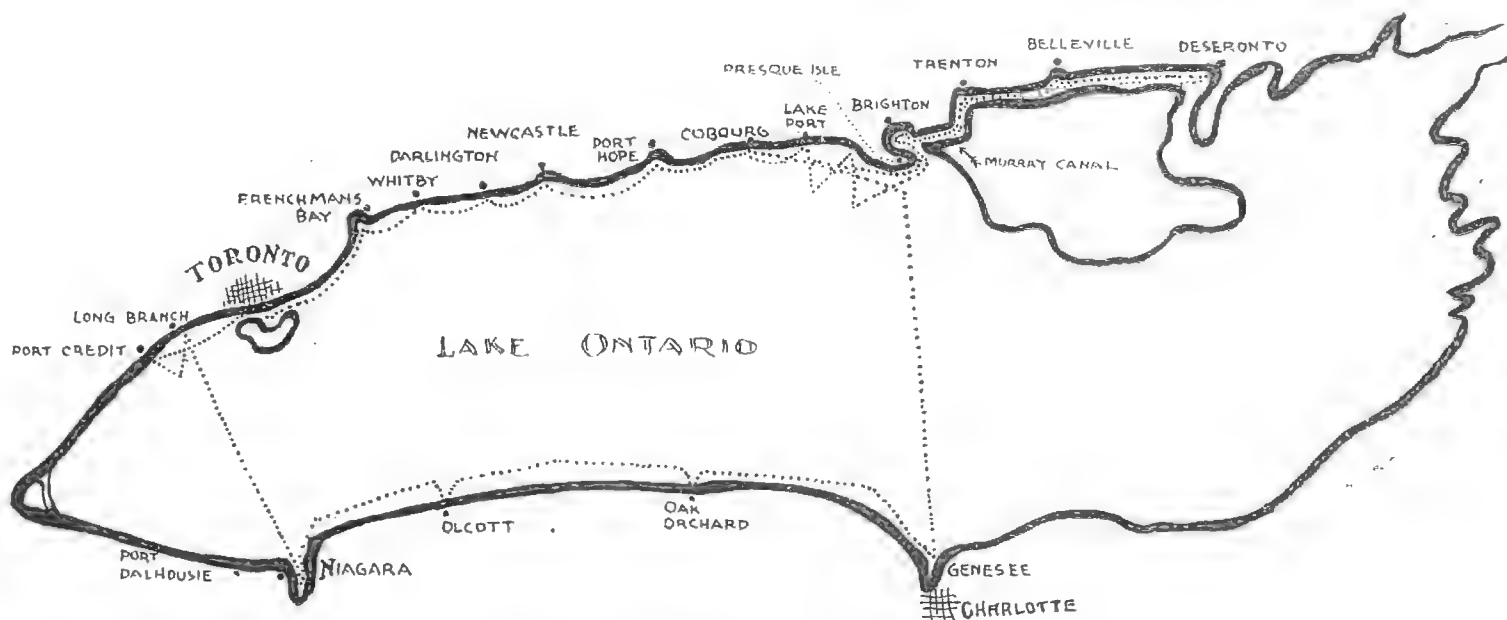 BELLEVILLE
DESERONTO
TRENTON
PRESQUE ISLE
BRIGHTON
LAKE
PORT
COBOURG
NEWCASTLE
PORT
HOPE
DARLINGTON
WHITBY
FRENCHMANS
BAY
MURRAY CANAL
TORONTO
LONG BRANCH
PORT CREDIT
LAKE ONTARIO
OLCOTT
OAK
ORCHARD
PORT
DALHOUSIE
NIAGARA
GENESEE
CHARLOTTE